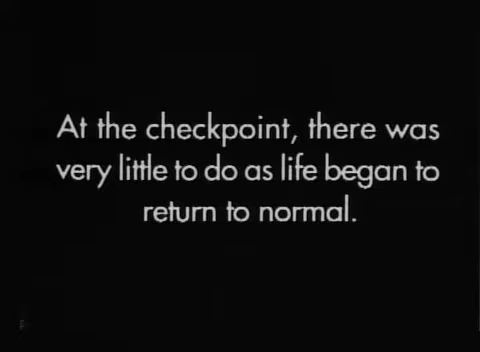 At the checkpoint, there was
very little to do as life began to
return to normal.